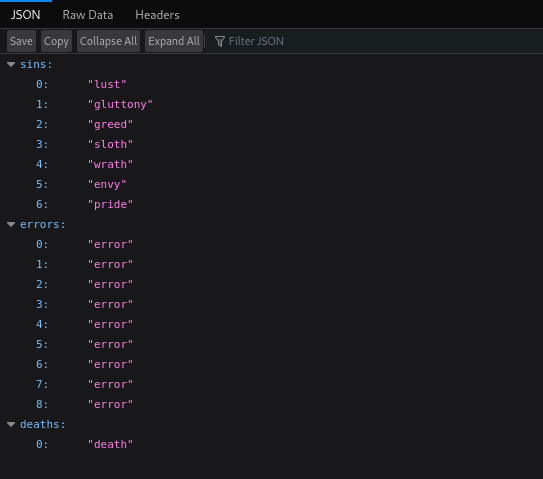 JSON Raw Data Headers
Save Copy Collapse All Expand All Filter JSON
sins:
0: "lust"
1: "gluttony"
2: "greed"
3: "sloth"
4: "wrath"
5: "envy"
6: "pride"
errors:
0: "error"
1: "error"
2: "error"
3: "error"
4: "error"
5: "error"
6: "error"
7: "error"
8: "error"
deaths:
0: "death"